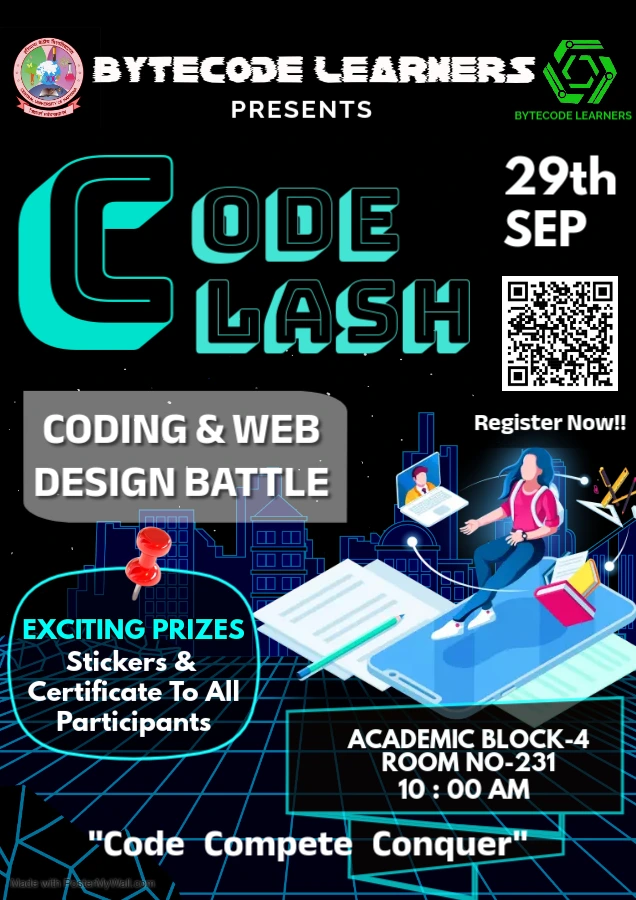 BYTECODE LEARNERS
PRESENTS
BYTECODE LEARNERS
CODE
CLASH
29th
SEP
Register Now!!
CODING & WEB
DESIGN BATTLE
EXCITING PRIZES
Stickers &
Certificate To All
Participants
ACADEMIC BLOCK-4
ROOM NO-231
10 : 00 AM
"Code Compete Conquer"
Made with PosterMyWall.com